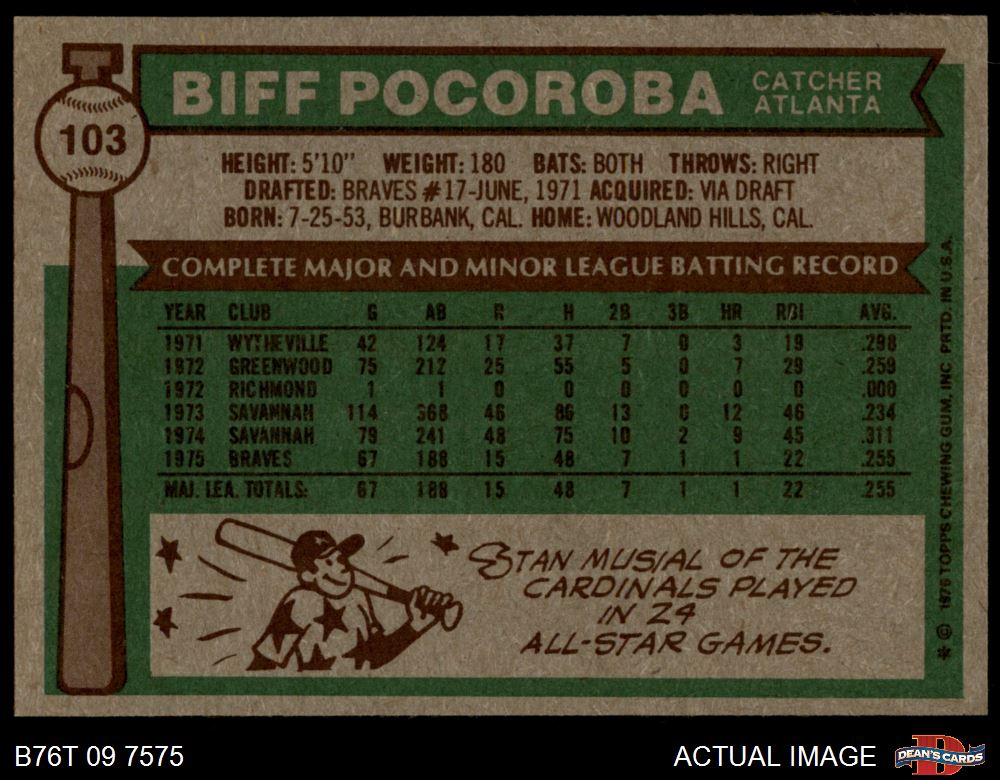 BIFF POCOROBA
CATCHER
ATLANTA
103
HEIGHT: 5'10" WEIGHT: 180 BATS: BOTH THROWS: RIGHT
DRAFTED: BRAVES #17-JUNE, 1971 ACQUIRED: VIA DRAFT
BORN: 7-25-53, BURBANK, CAL. HOME: WOODLAND HILLS, CAL.
COMPLETE MAJOR AND MINOR LEAGUE BATTING RECORD
YEAR CLUB G AB R H 2B 3B HR RBI AVG.
1971 WYTHEVILLE 42 124 17 37 7 0 3 19 .298
1972 GREENWOOD 75 212 25 55 5 0 7 29 .259
1972 RICHMOND 1 1 0 0 0 0 0 0 .000
1973 SAVANNAH 114 368 46 86 13 0 12 46 .234
1974 SAVANNAH 79 241 48 75 10 2 9 45 .311
1975 BRAVES 67 188 15 48 7 1 1 22 .255
MAJ. LEA. TOTALS: 67 188 15 48 7 1 1 22 .255
STAN MUSIAL OF THE
CARDINALS PLAYED
IN 24
ALL-STAR GAMES.
* © 1976 TOPPS CHEWING GUM, INC. PRTD. IN U.S.A.
B76T 09 7575
ACTUAL IMAGE
D
DEAN'S CARDS